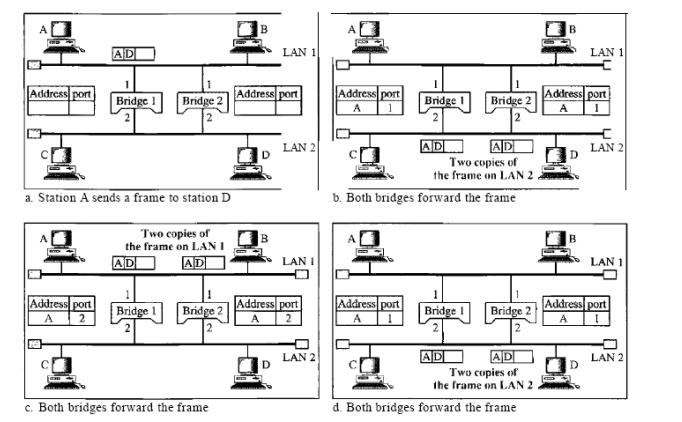 A B
A D LAN 1
Address port 1 1 Address port
Bridge 1 Bridge 2
2 2
C D LAN 2
a. Station A sends a frame to station D
A B
LAN 1
Address port 1 1 Address port
A 1 Bridge 1 Bridge 2 A 1
2 2
C A D A D D LAN 2
Two copies of
the frame on LAN 2
b. Both bridges forward the frame
A Two copies of B
the frame on LAN 1
A D A D LAN 1
Address port 1 1 Address port
A 2 Bridge 1 Bridge 2 A 2
2 2
C D LAN 2
c. Both bridges forward the frame
A B
LAN 1
Address port 1 1 Address port
A 1 Bridge 1 Bridge 2 A 1
2 2
C A D A D D LAN 2
Two copies of
the frame on LAN 2
d. Both bridges forward the frame